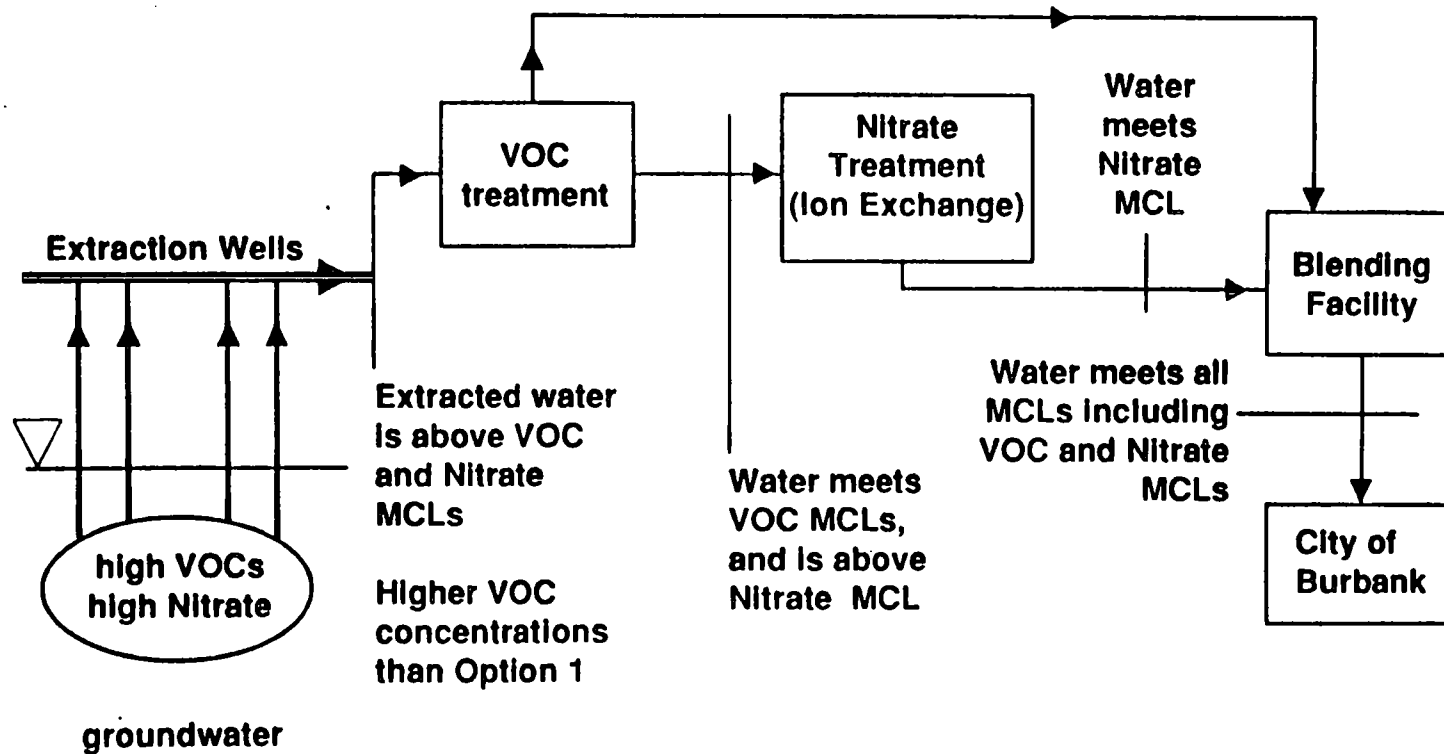 VOC
treatment
Nitrate
Treatment
(Ion Exchange)
Water
meets
Nitrate
MCL
Extraction Wells
Blending
Facility
Extracted water
is above VOC
and Nitrate
MCLs
Higher VOC
concentrations
than Option 1
Water meets
VOC MCLs,
and is above
Nitrate MCL
Water meets all
MCLs including
VOC and Nitrate
MCLs
high VOCs
high Nitrate
City of
Burbank
groundwater